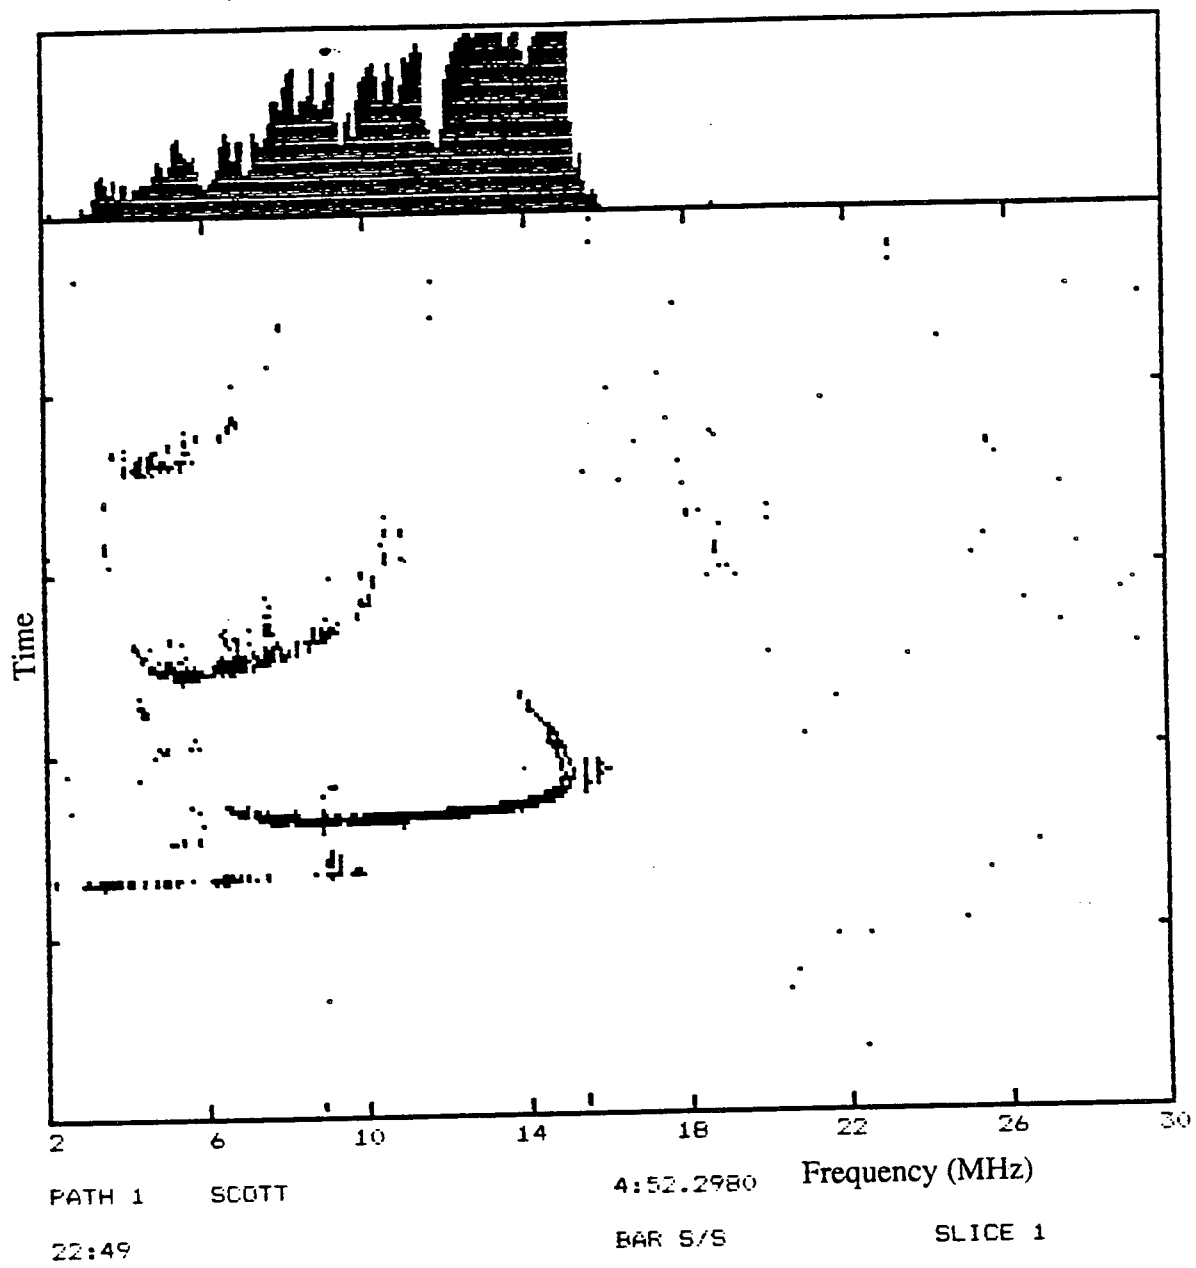 Time
2 6 10 14 18 22 26 30
Frequency (MHz)
PATH 1 SCOTT 4:52.2980
22:49 BAR S/S SLICE 1